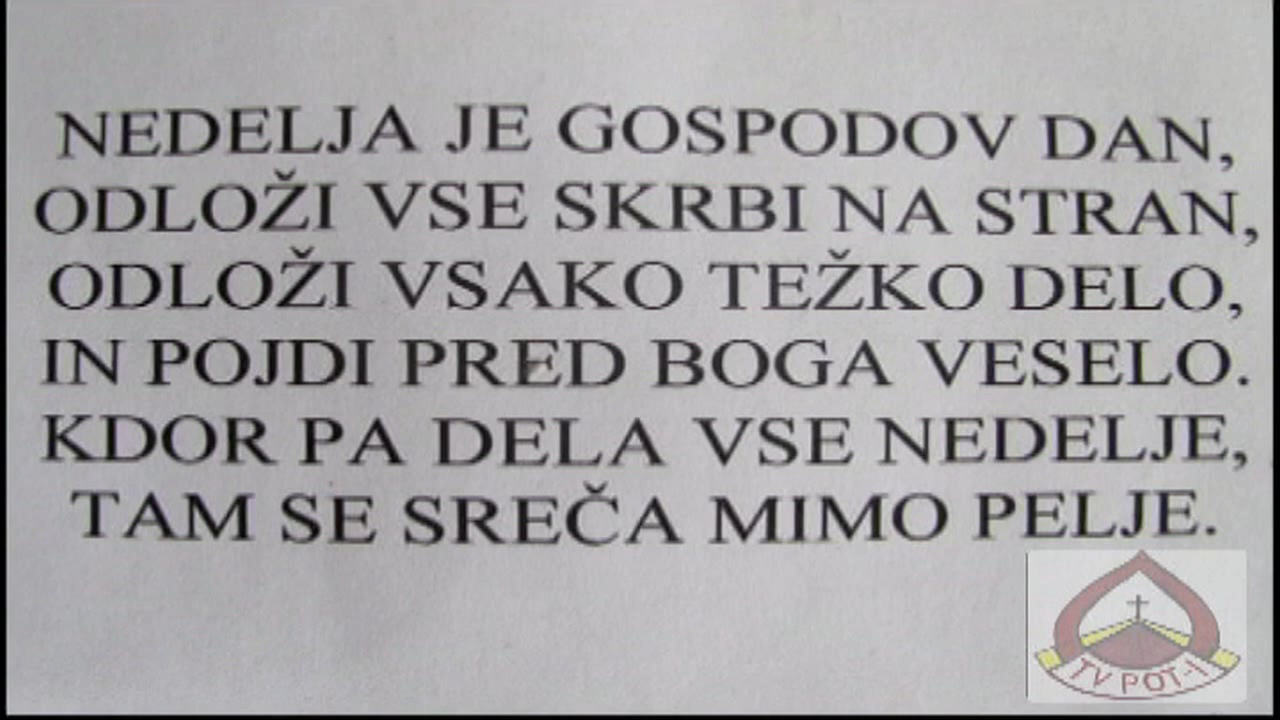 NEDELJA JE GOSPODOV DAN,
ODLOŽI VSE SKRBI NA STRAN,
ODLOŽI VSAKO TEŽKO DELO,
IN POJDI PRED BOGA VESELO.
KDOR PA DELA VSE NEDELJE,
TAM SE SREČA MIMO PELJE.
TV POT-1